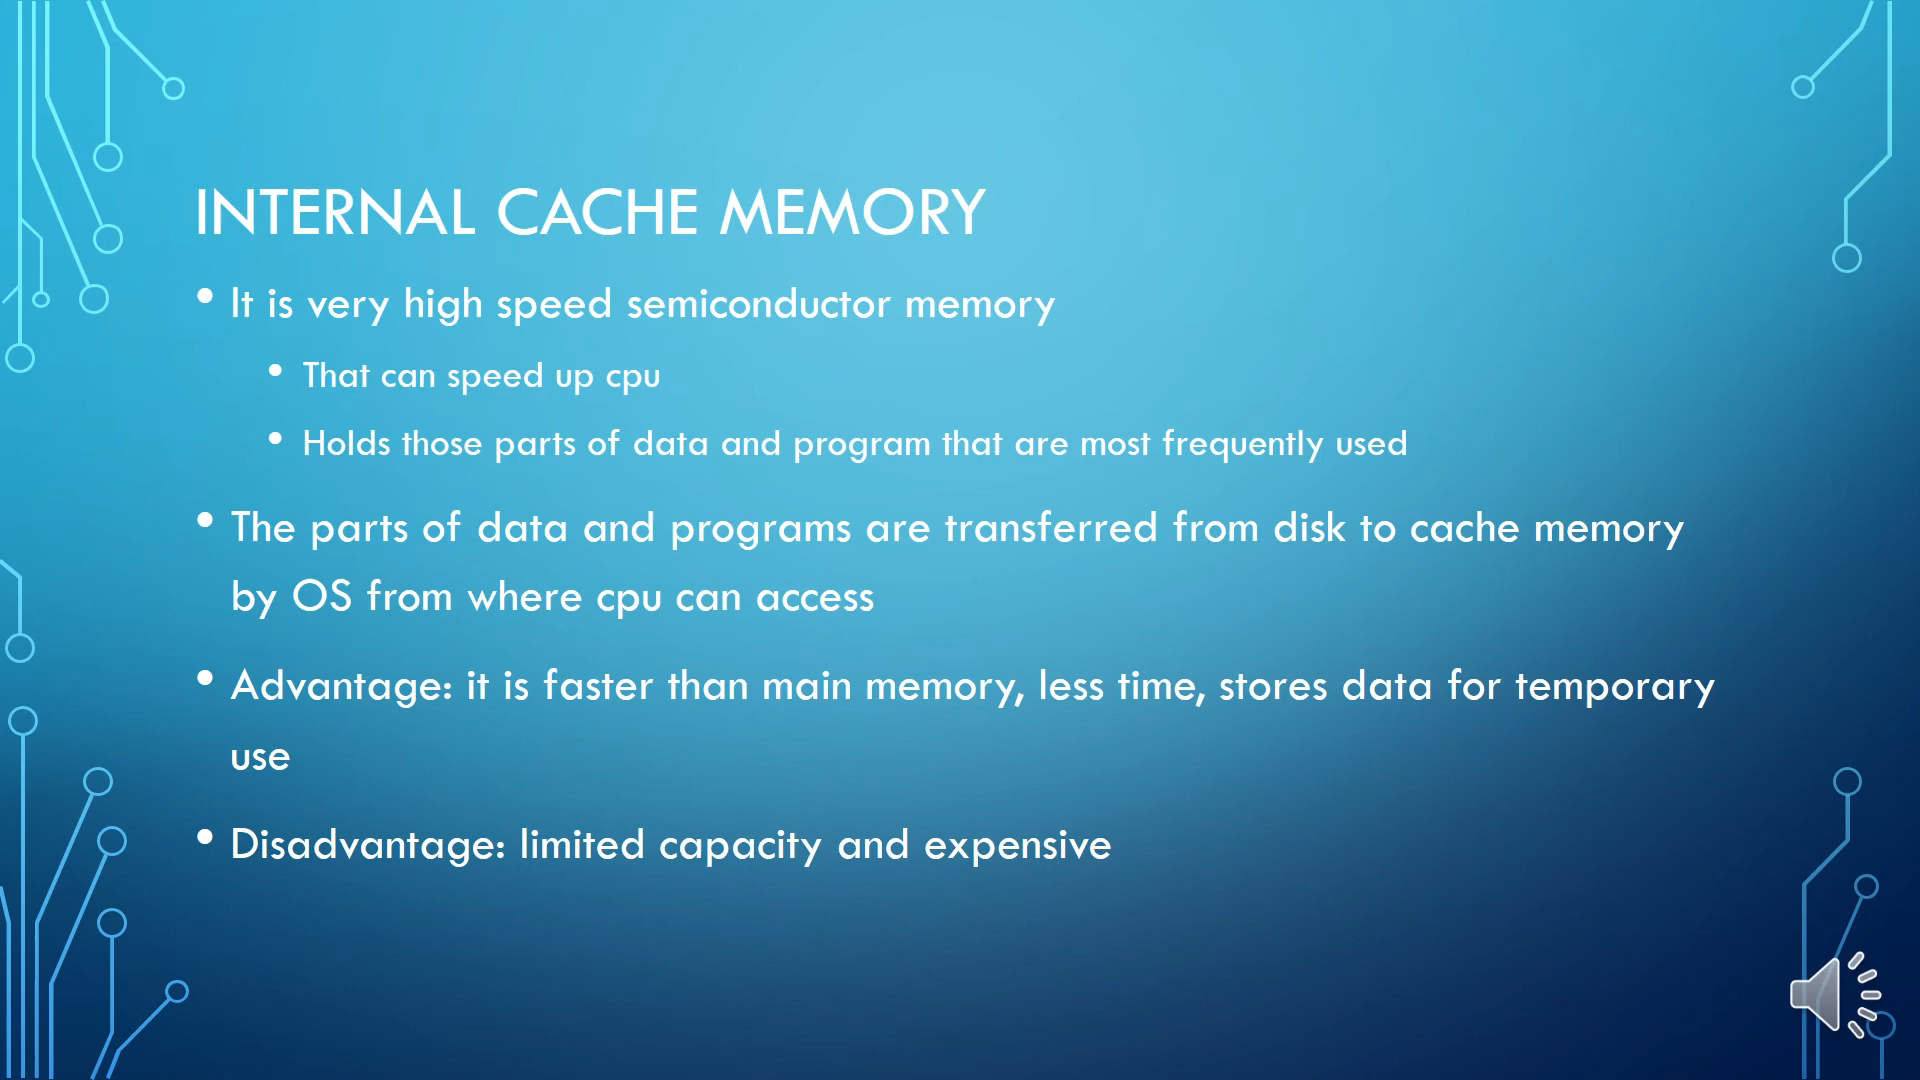 INTERNAL CACHE MEMORY
• It is very high speed semiconductor memory
• That can speed up cpu
• Holds those parts of data and program that are most frequently used
• The parts of data and programs are transferred from disk to cache memory
by OS from where cpu can access
• Advantage: it is faster than main memory, less time, stores data for temporary
use
• Disadvantage: limited capacity and expensive